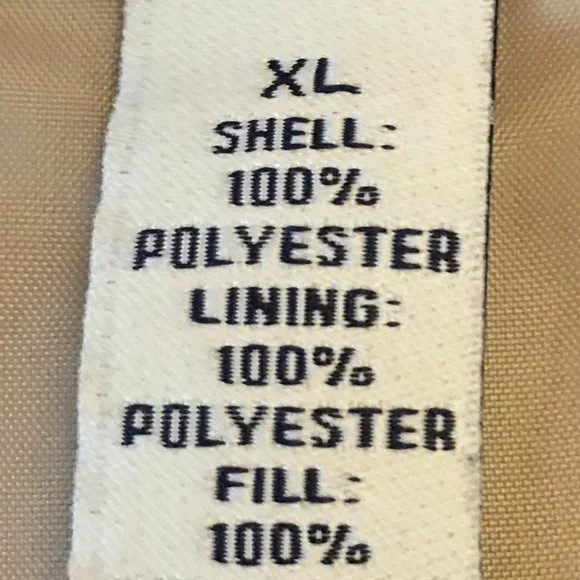 XL
SHELL:
100%
POLYESTER
LINING:
100%
POLYESTER
FILL:
100%